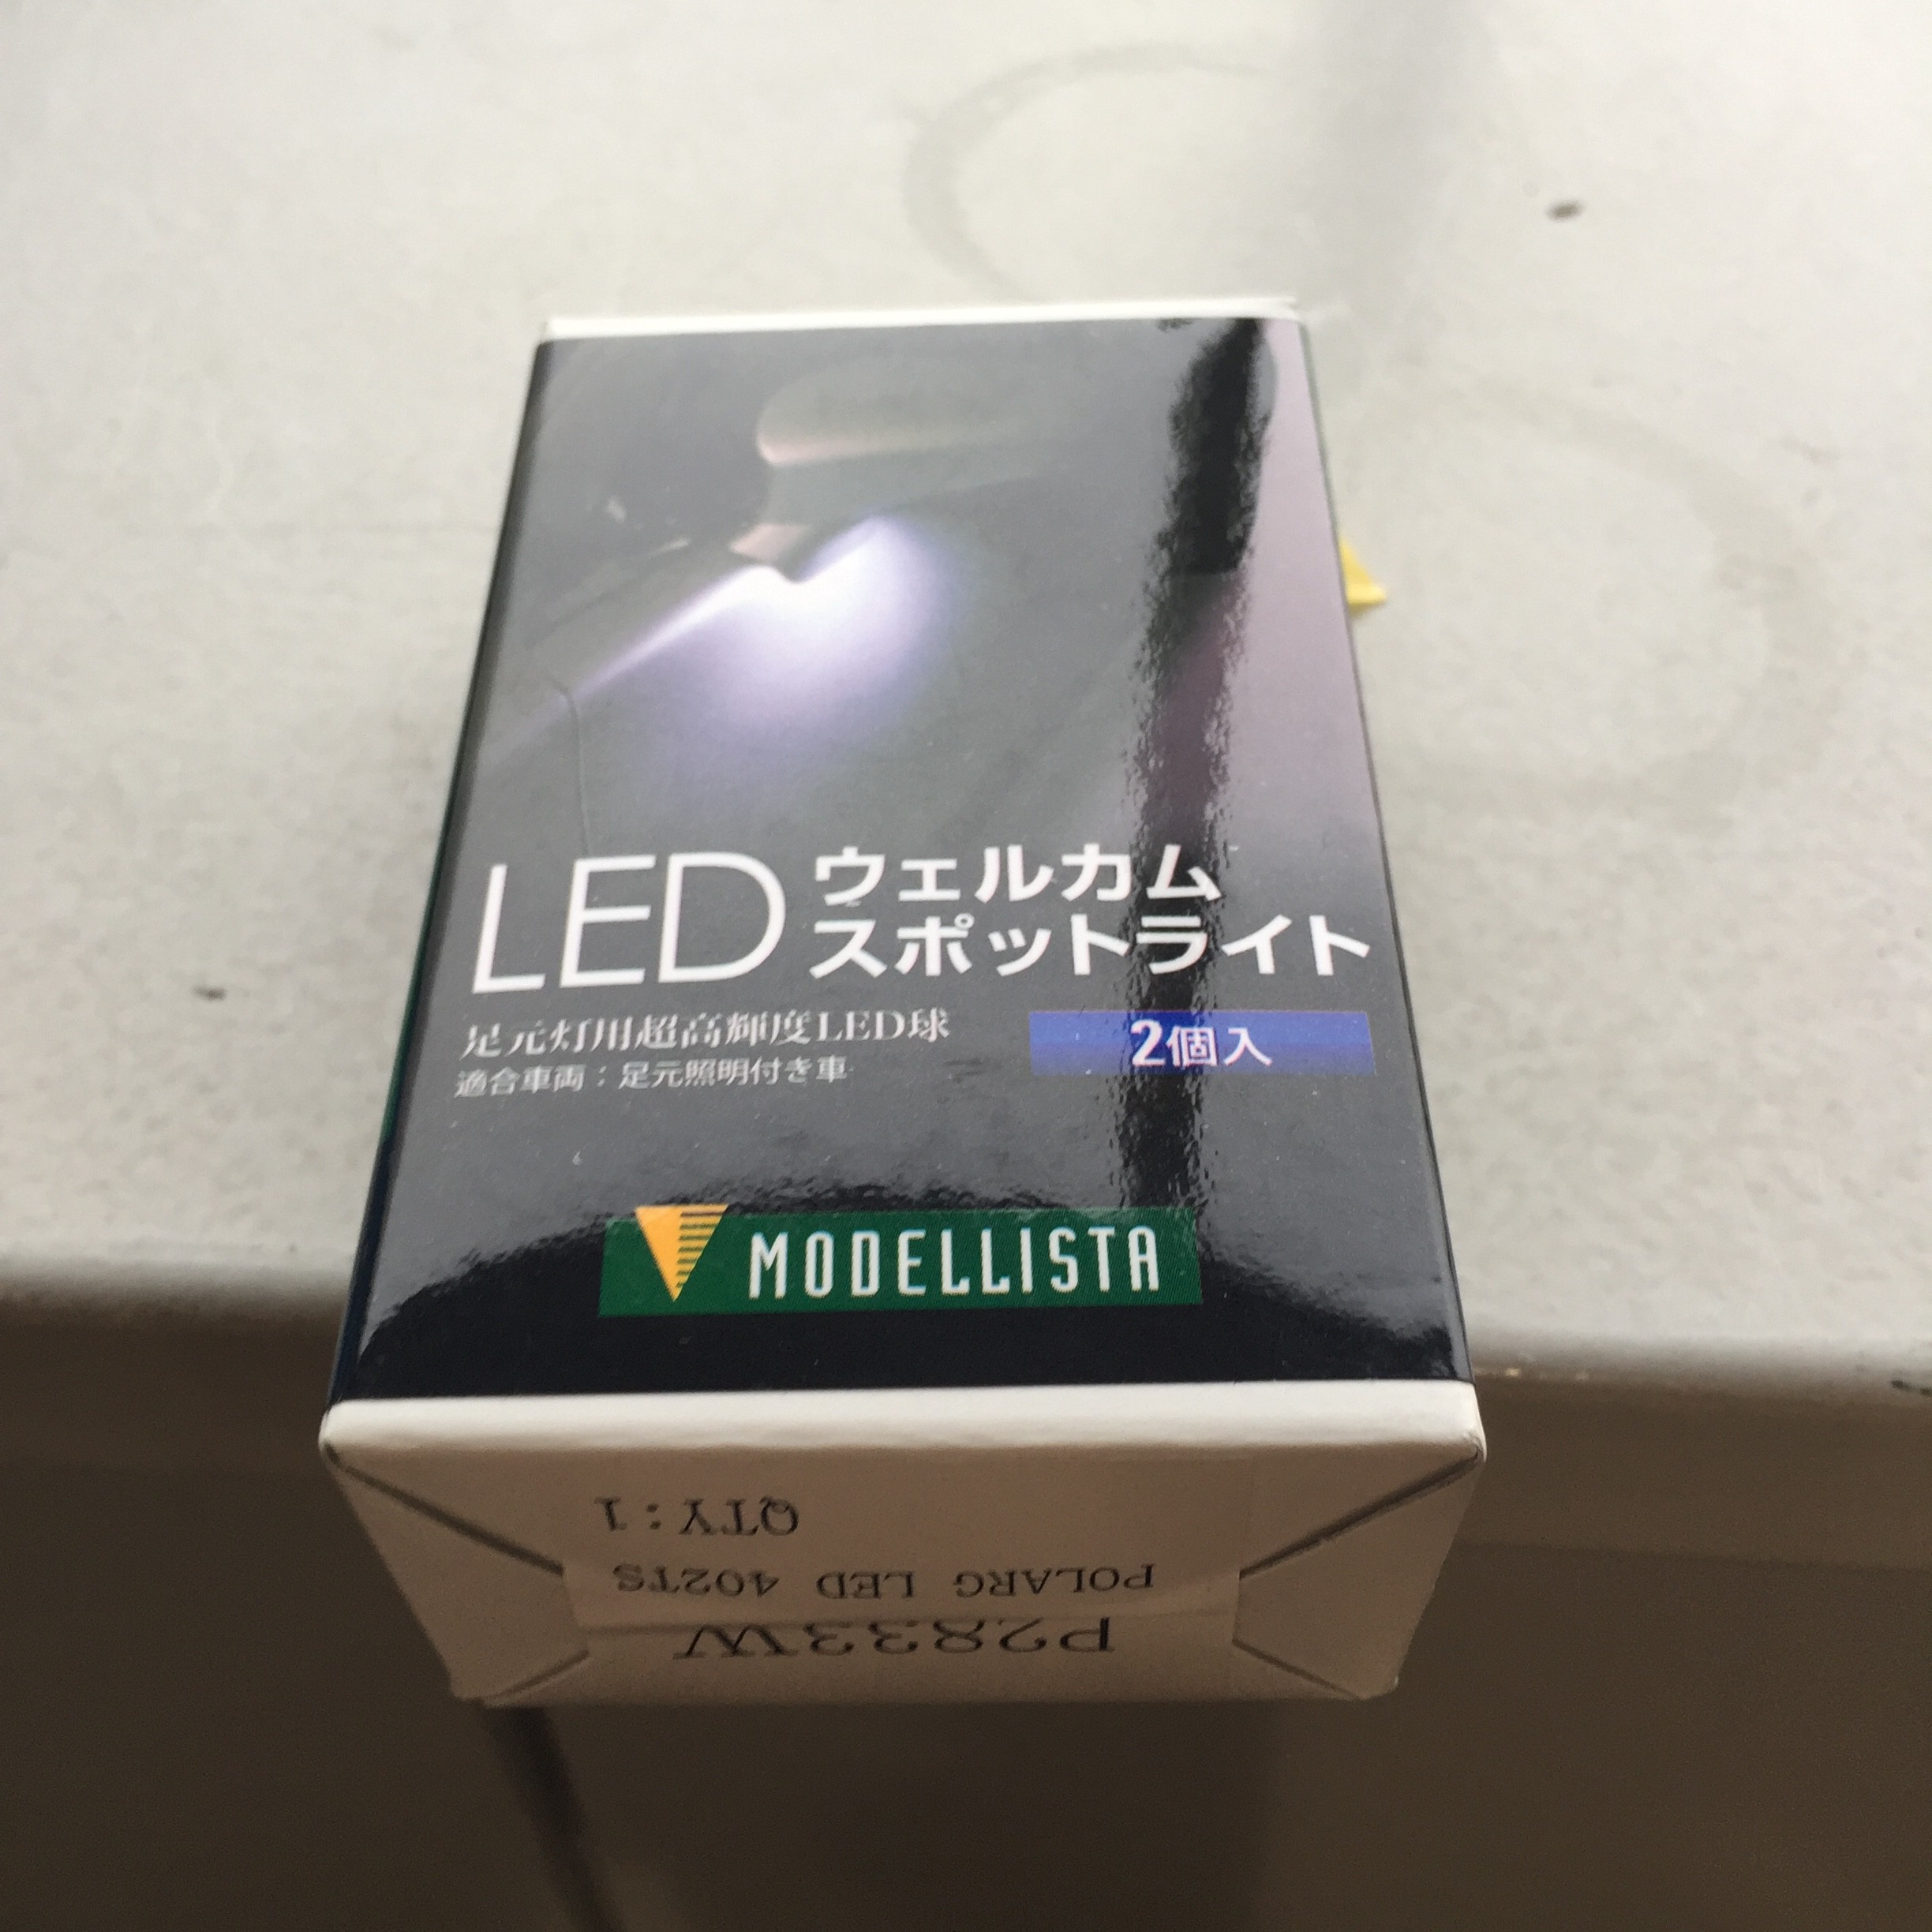 LED ウェルカム
スポットライト
足元灯用超高輝度LED球
適合車両：足元照明付き車
2個入
MODELLISTA
P2833W
POLARG LED 402TS
QTY:1